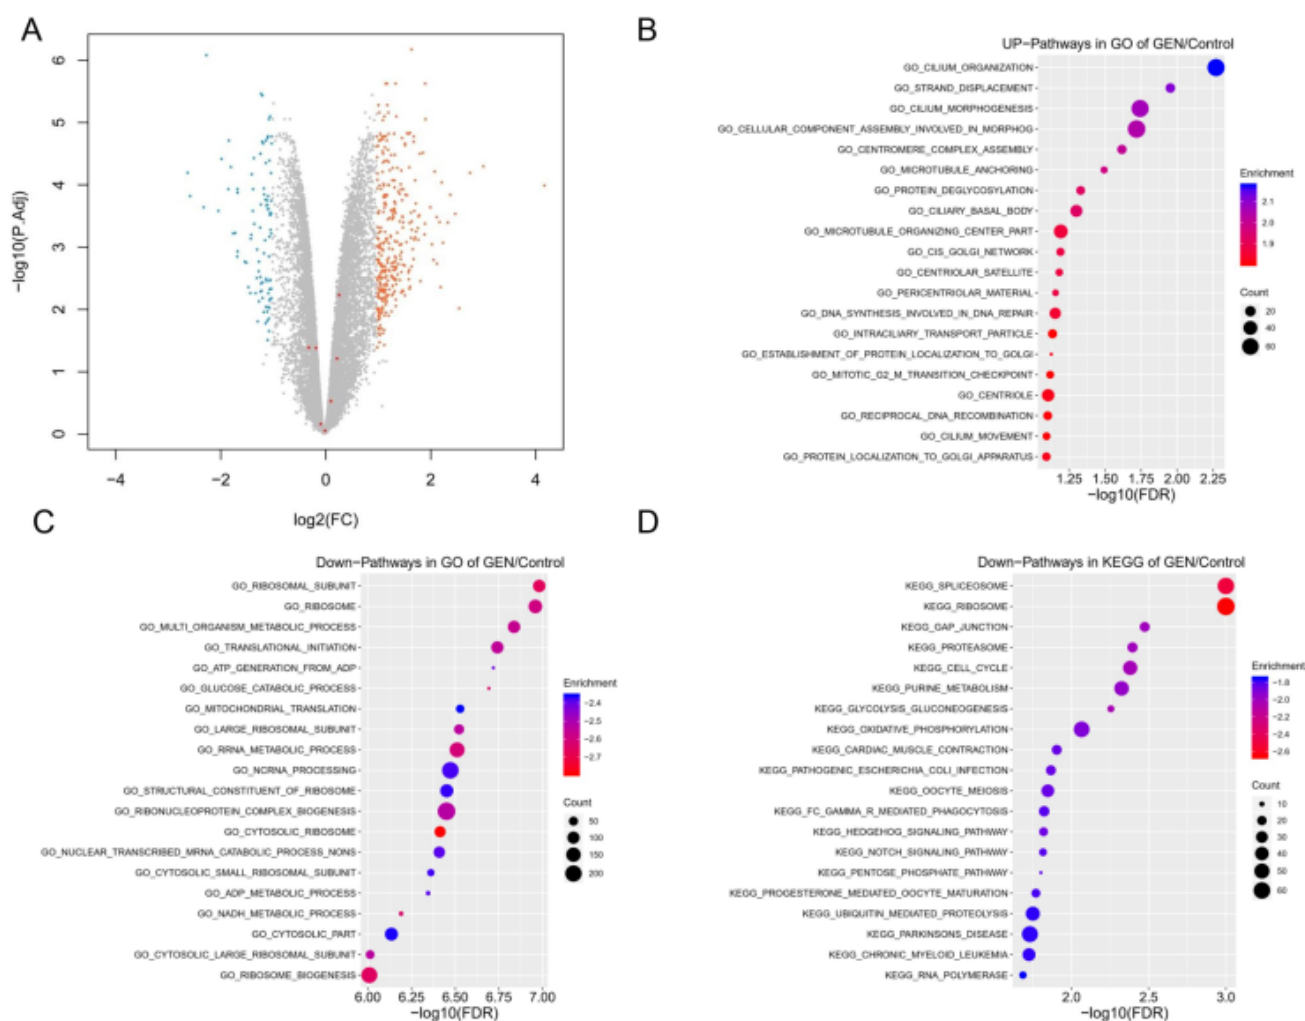 A
−log10(P.Adj)
6
5
4
3
2
1
0
−4
−2
0
2
4
log2(FC)
B
UP−Pathways in GO of GEN/Control
GO_CILIUM_ORGANIZATION
GO_STRAND_DISPLACEMENT
GO_CILIUM_MORPHOGENESIS
GO_CELLULAR_COMPONENT_ASSEMBLY_INVOLVED_IN_MORPHOG
GO_CENTROMERE_COMPLEX_ASSEMBLY
GO_MICROTUBULE_ANCHORING
GO_PROTEIN_DEGLYCOSYLATION
GO_CILIARY_BASAL_BODY
GO_MICROTUBULE_ORGANIZING_CENTER_PART
GO_CIS_GOLGI_NETWORK
GO_CENTRIOLAR_SATELLITE
GO_PERICENTRIOLAR_MATERIAL
GO_DNA_SYNTHESIS_INVOLVED_IN_DNA_REPAIR
GO_INTRACILIARY_TRANSPORT_PARTICLE
GO_ESTABLISHMENT_OF_PROTEIN_LOCALIZATION_TO_GOLGI
GO_MITOTIC_G2_M_TRANSITION_CHECKPOINT
GO_CENTRIOLE
GO_RECIPROCAL_DNA_RECOMBINATION
GO_CILIUM_MOVEMENT
GO_PROTEIN_LOCALIZATION_TO_GOLGI_APPARATUS
1.25 1.50 1.75 2.00 2.25
−log10(FDR)
Enrichment
2.1
2.0
1.9
Count
20
40
60
C
Down−Pathways in GO of GEN/Control
GO_RIBOSOMAL_SUBUNIT
GO_RIBOSOME
GO_MULTI_ORGANISM_METABOLIC_PROCESS
GO_TRANSLATIONAL_INITIATION
GO_ATP_GENERATION_FROM_ADP
GO_GLUCOSE_CATABOLIC_PROCESS
GO_MITOCHONDRIAL_TRANSLATION
GO_LARGE_RIBOSOMAL_SUBUNIT
GO_RRNA_METABOLIC_PROCESS
GO_NCRNA_PROCESSING
GO_STRUCTURAL_CONSTITUENT_OF_RIBOSOME
GO_RIBONUCLEOPROTEIN_COMPLEX_BIOGENESIS
GO_CYTOSOLIC_RIBOSOME
GO_NUCLEAR_TRANSCRIBED_MRNA_CATABOLIC_PROCESS_NONS
GO_CYTOSOLIC_SMALL_RIBOSOMAL_SUBUNIT
GO_ADP_METABOLIC_PROCESS
GO_NADH_METABOLIC_PROCESS
GO_CYTOSOLIC_PART
GO_CYTOSOLIC_LARGE_RIBOSOMAL_SUBUNIT
GO_RIBOSOME_BIOGENESIS
6.00 6.25 6.50 6.75 7.00
−log10(FDR)
Enrichment
−2.4
−2.5
−2.6
−2.7
Count
50
100
150
200
D
Down−Pathways in KEGG of GEN/Control
KEGG_SPLICEOSOME
KEGG_RIBOSOME
KEGG_GAP_JUNCTION
KEGG_PROTEASOME
KEGG_CELL_CYCLE
KEGG_PURINE_METABOLISM
KEGG_GLYCOLYSIS_GLUCONEOGENESIS
KEGG_OXIDATIVE_PHOSPHORYLATION
KEGG_CARDIAC_MUSCLE_CONTRACTION
KEGG_PATHOGENIC_ESCHERICHIA_COLI_INFECTION
KEGG_OOCYTE_MEIOSIS
KEGG_FC_GAMMA_R_MEDIATED_PHAGOCYTOSIS
KEGG_HEDGEHOG_SIGNALING_PATHWAY
KEGG_NOTCH_SIGNALING_PATHWAY
KEGG_PENTOSE_PHOSPHATE_PATHWAY
KEGG_PROGESTERONE_MEDIATED_OOCYTE_MATURATION
KEGG_UBIQUITIN_MEDIATED_PROTEOLYSIS
KEGG_PARKINSONS_DISEASE
KEGG_CHRONIC_MYELOID_LEUKEMIA
KEGG_RNA_POLYMERASE
2.0 2.5 3.0
−log10(FDR)
Enrichment
−1.8
−2.0
−2.2
−2.4
−2.6
Count
10
20
30
40
50
60